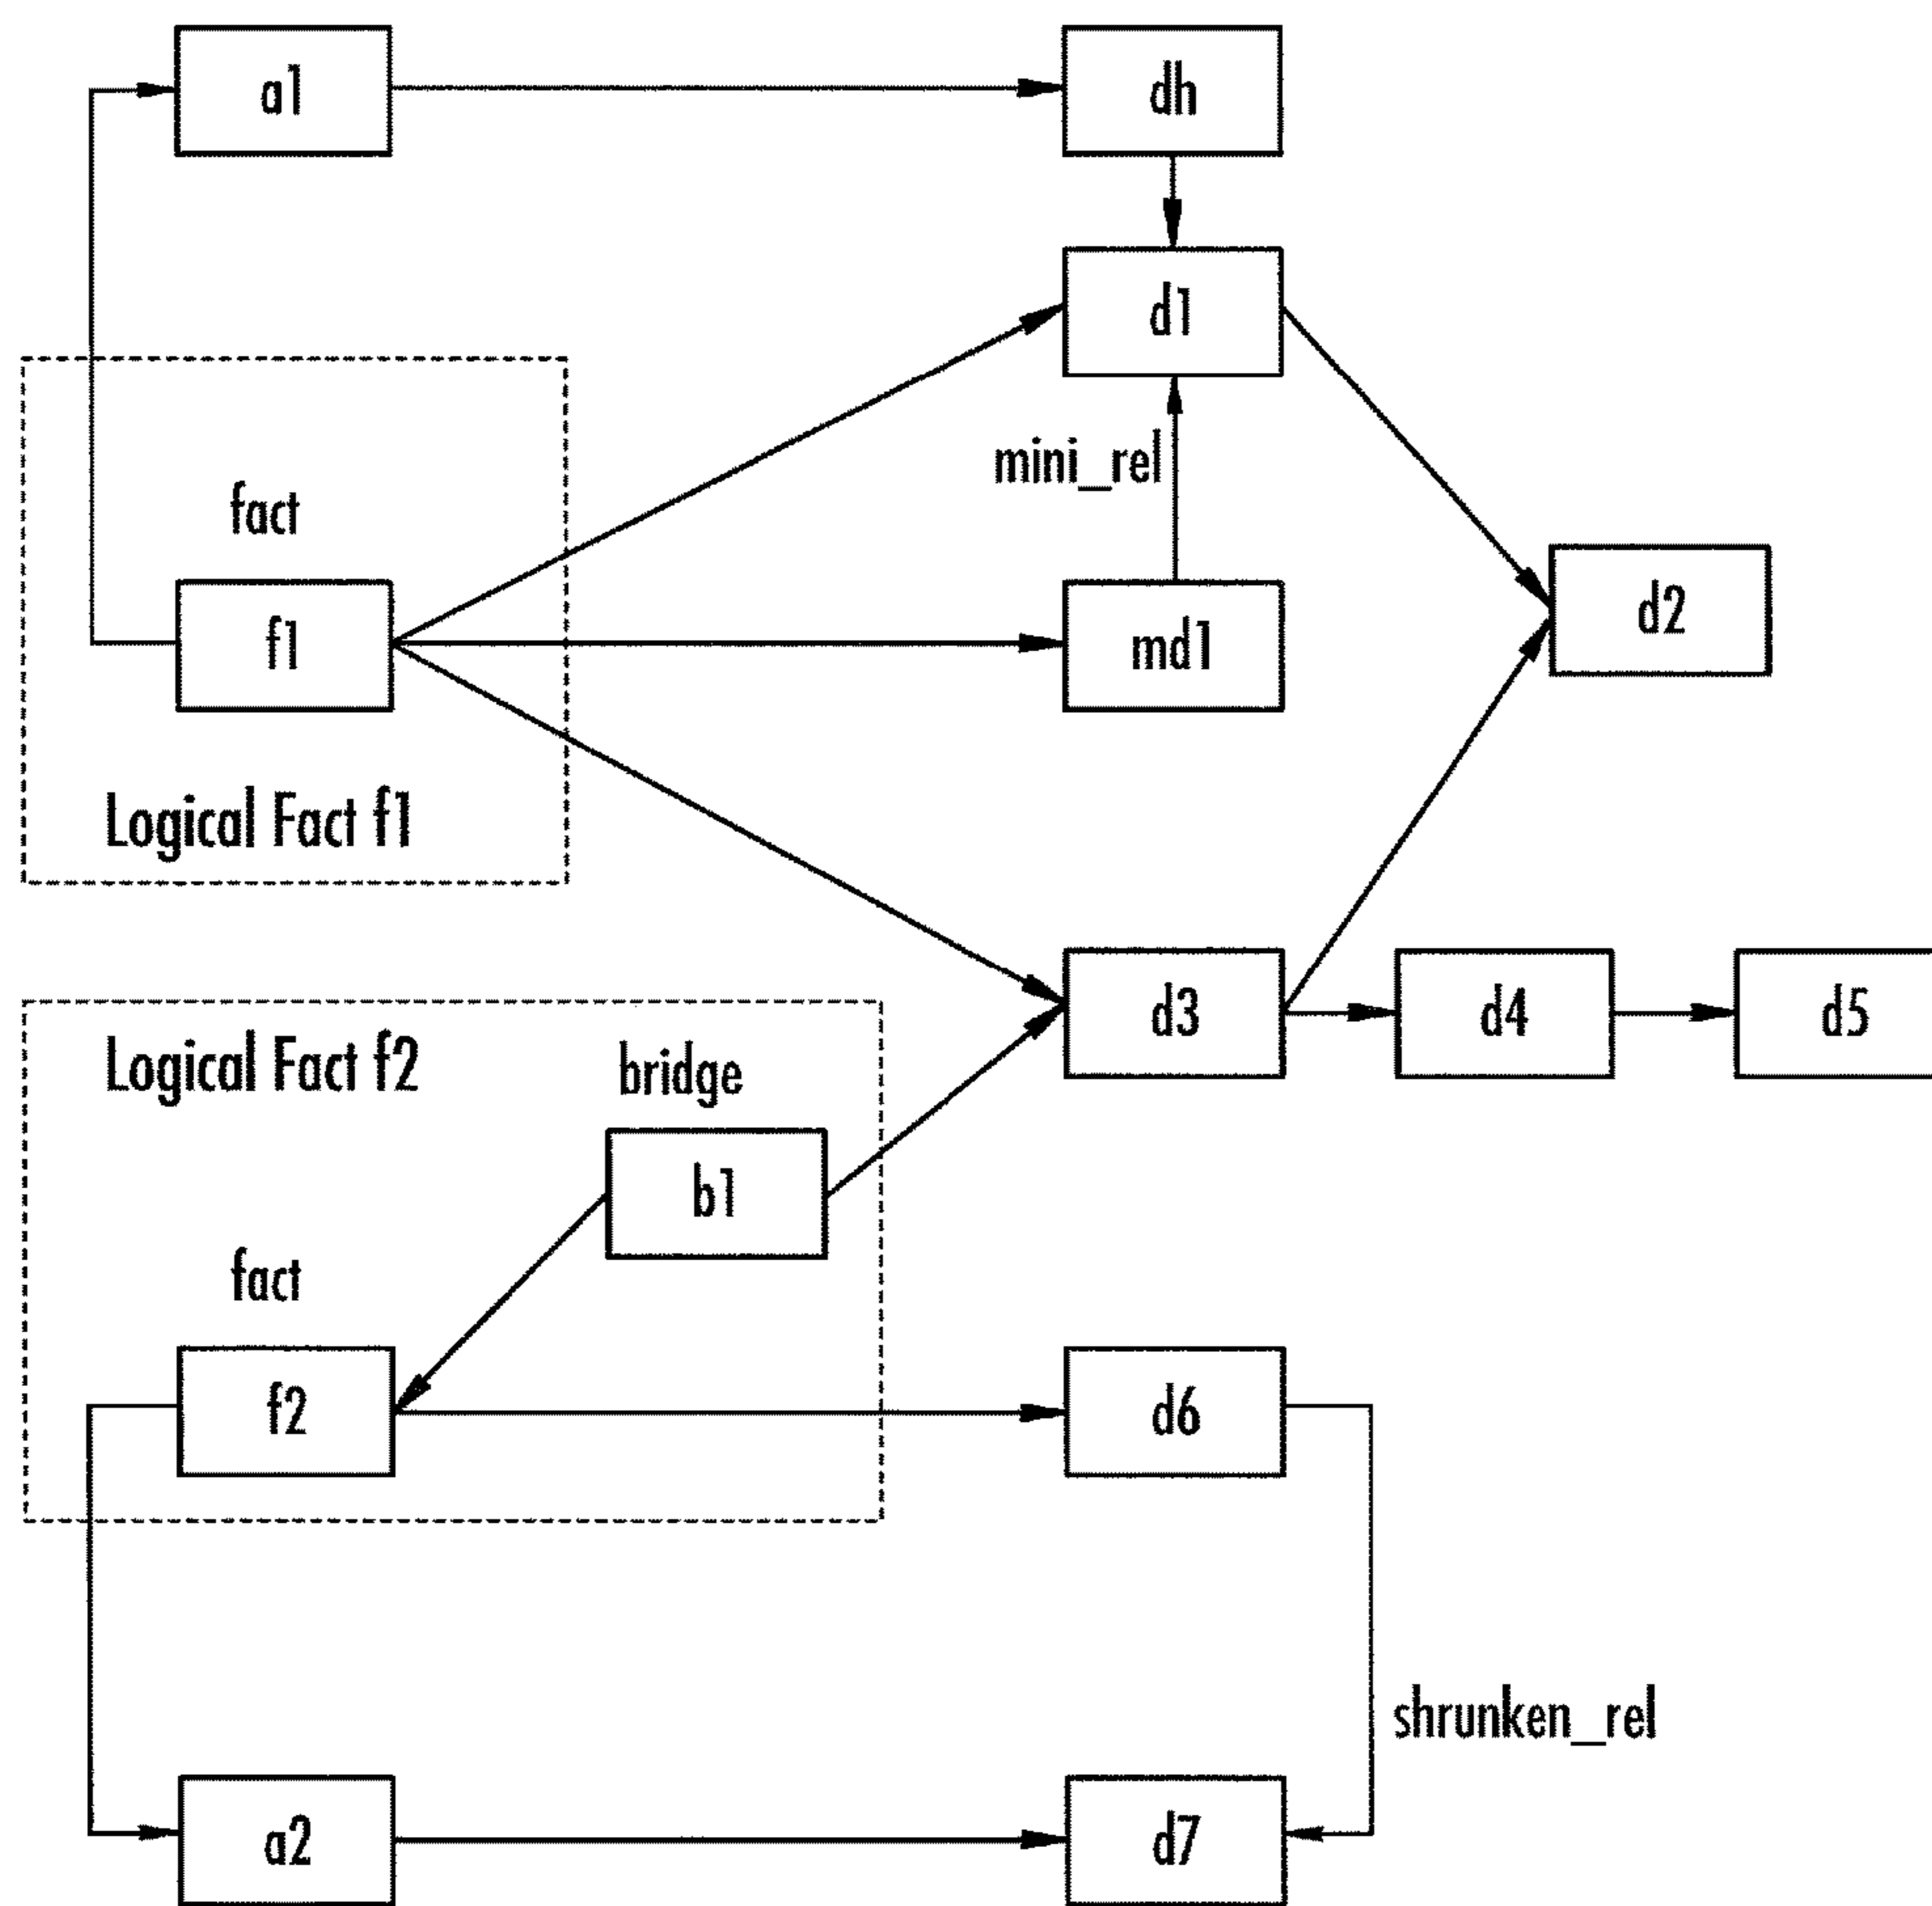 a1
dh
d1
mini_rel
fact
f1
md1
d2
Logical Fact f1
d3
d4
d5
Logical Fact f2
bridge
b1
fact
f2
d6
shrunken_rel
a2
d7